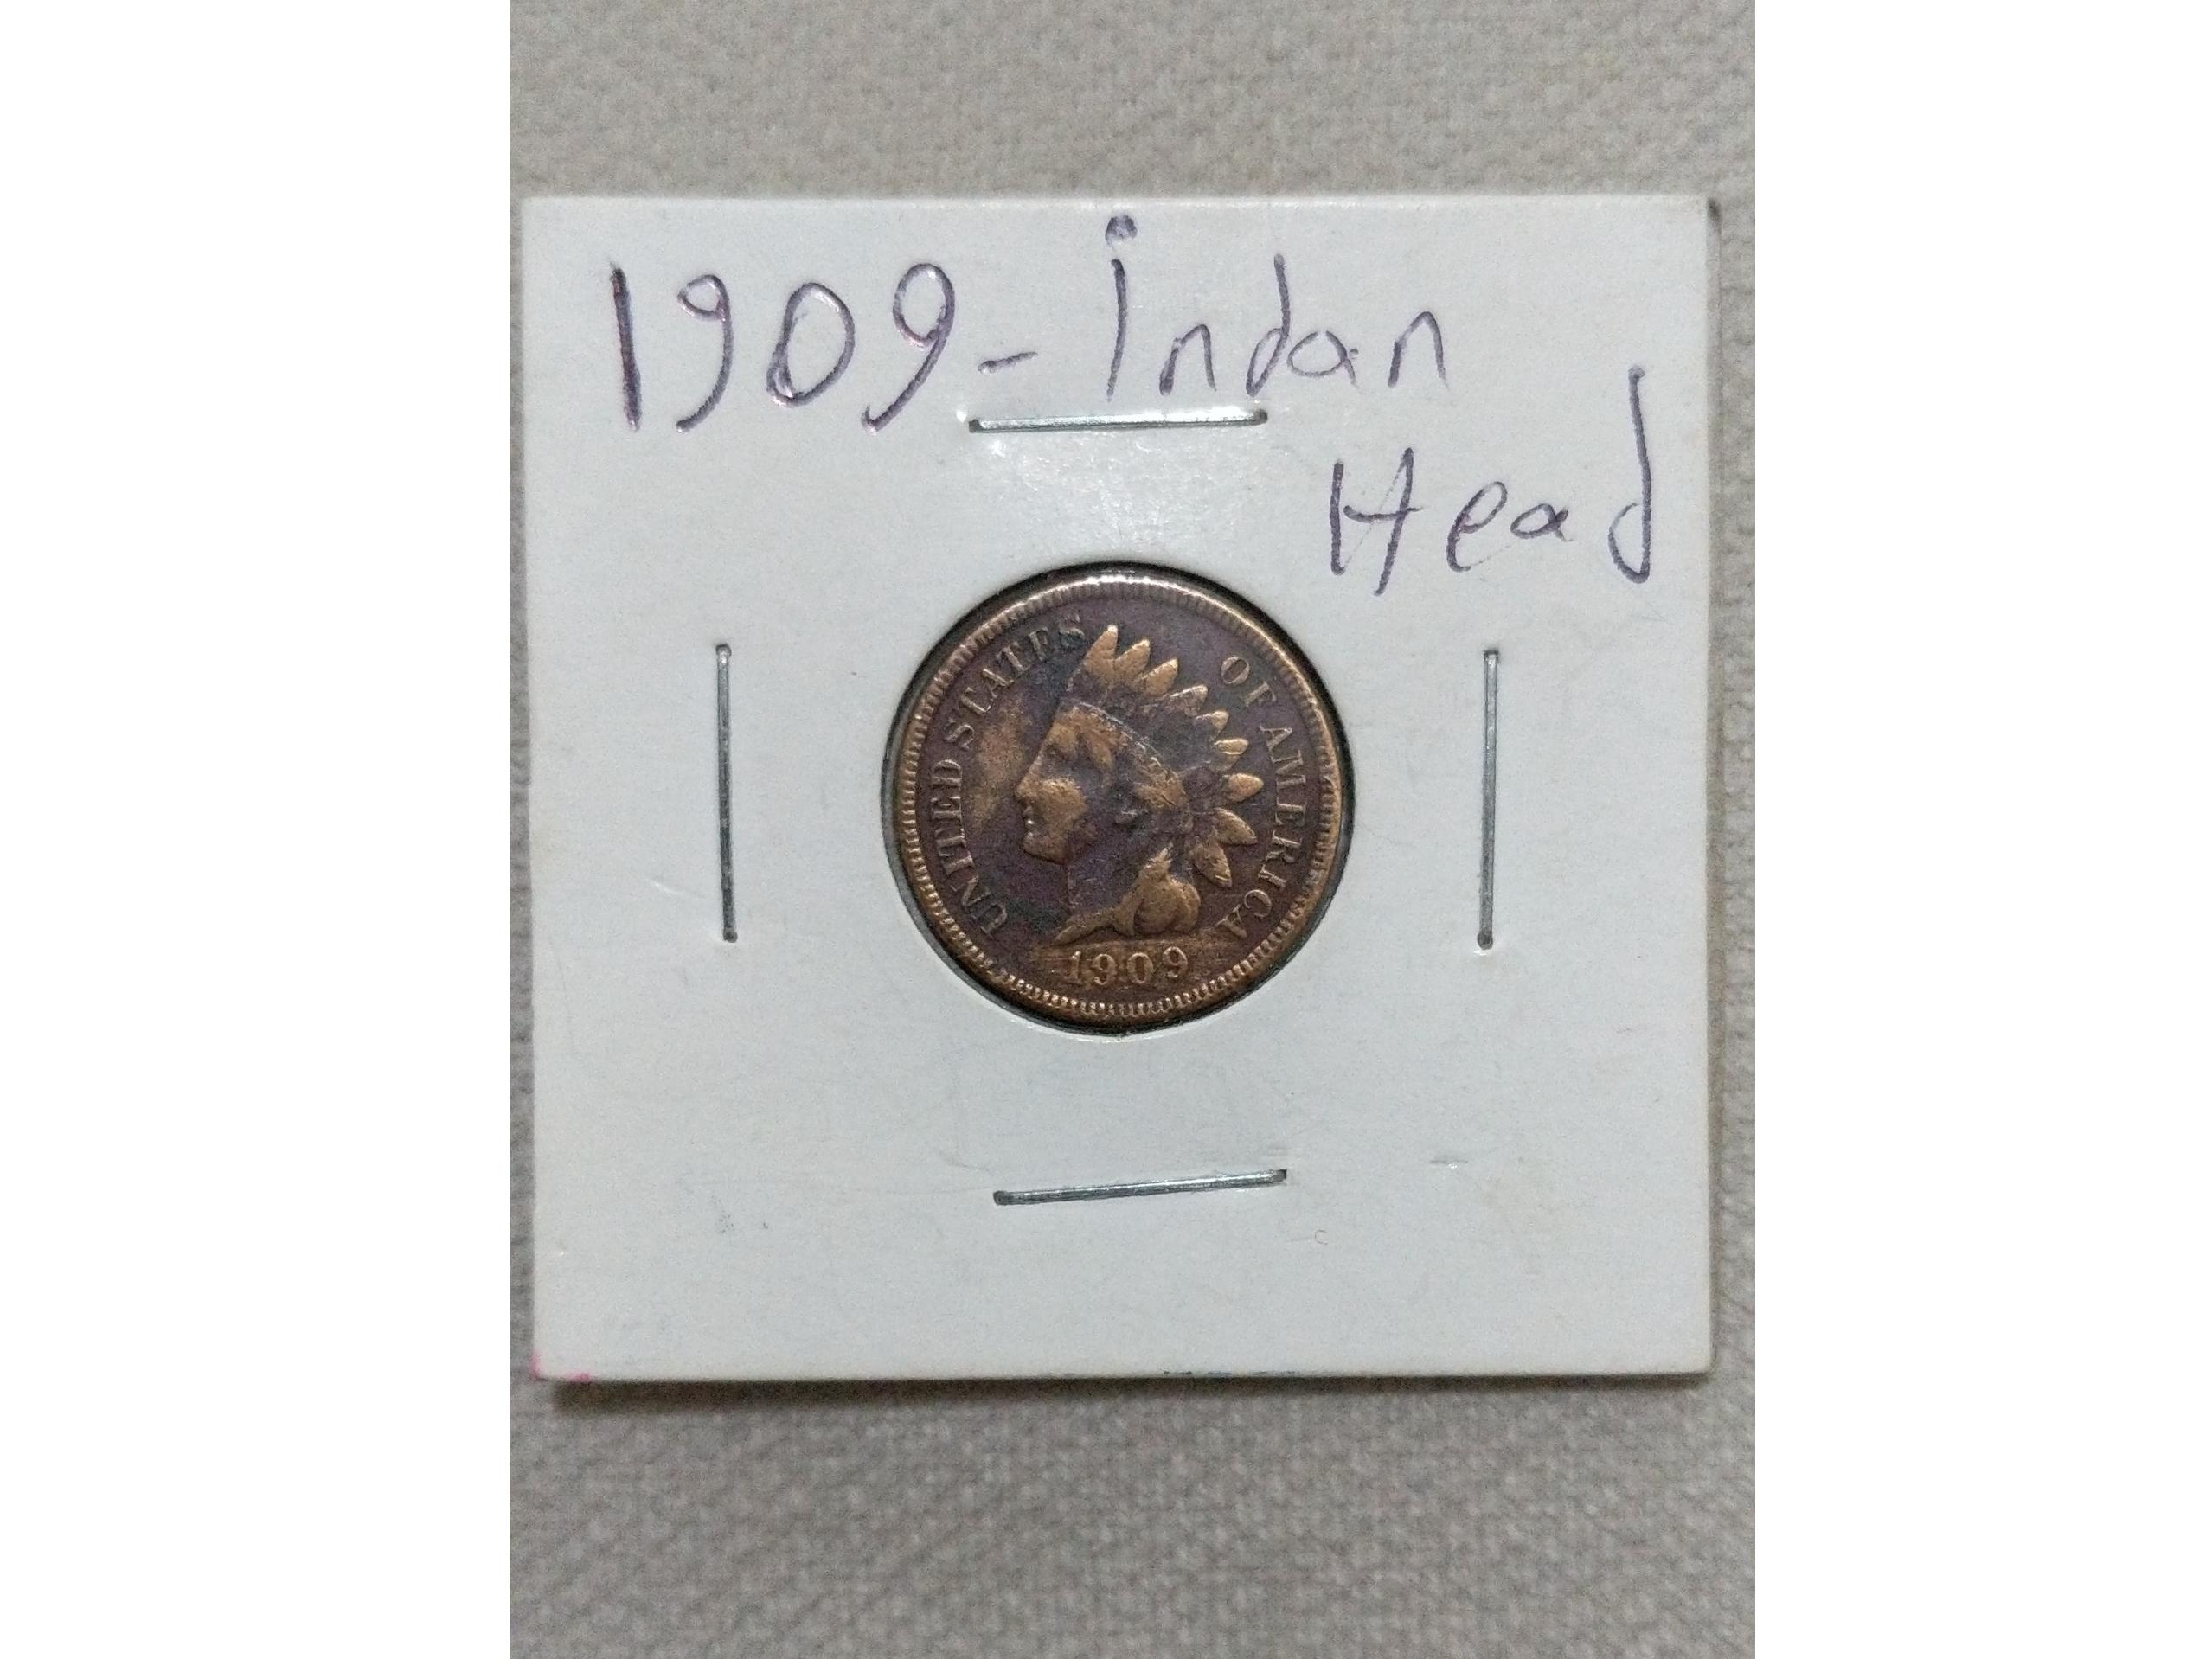 1909-Indan
Head
UNITED STATES OF AMERICA
1909